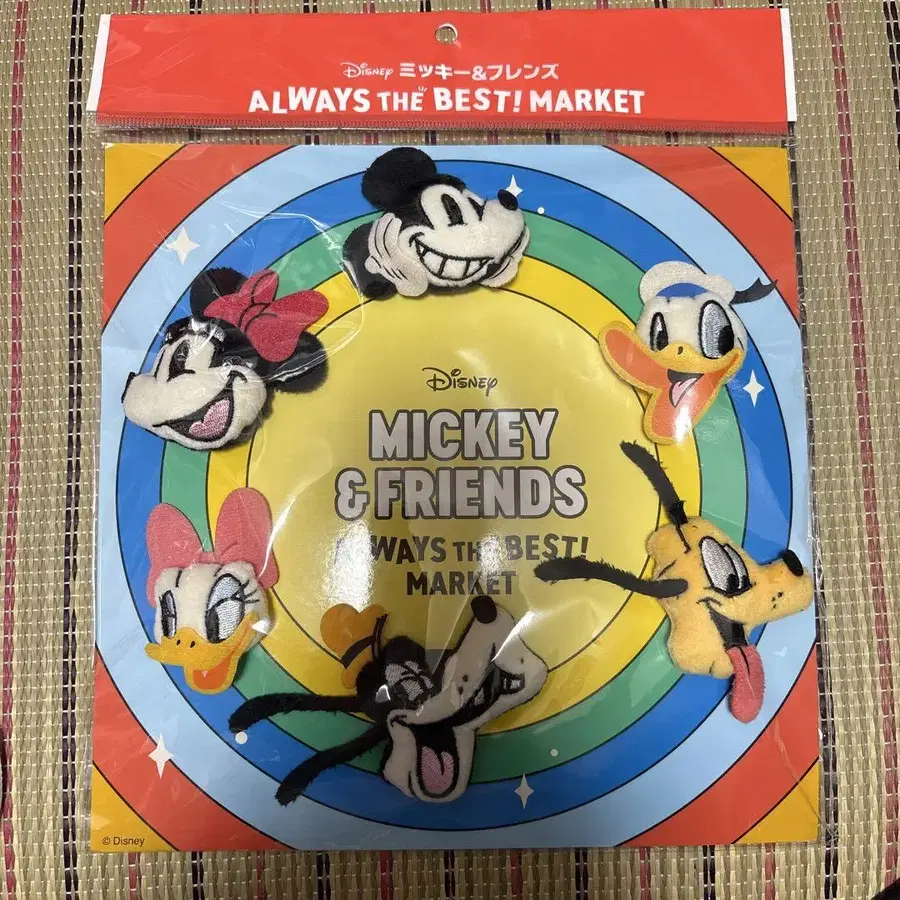 Disney ミッキー&フレンズ
ALWAYS THE BEST! MARKET
Disney
MICKEY
& FRIENDS
ALWAYS THE BEST!
MARKET
© Disney